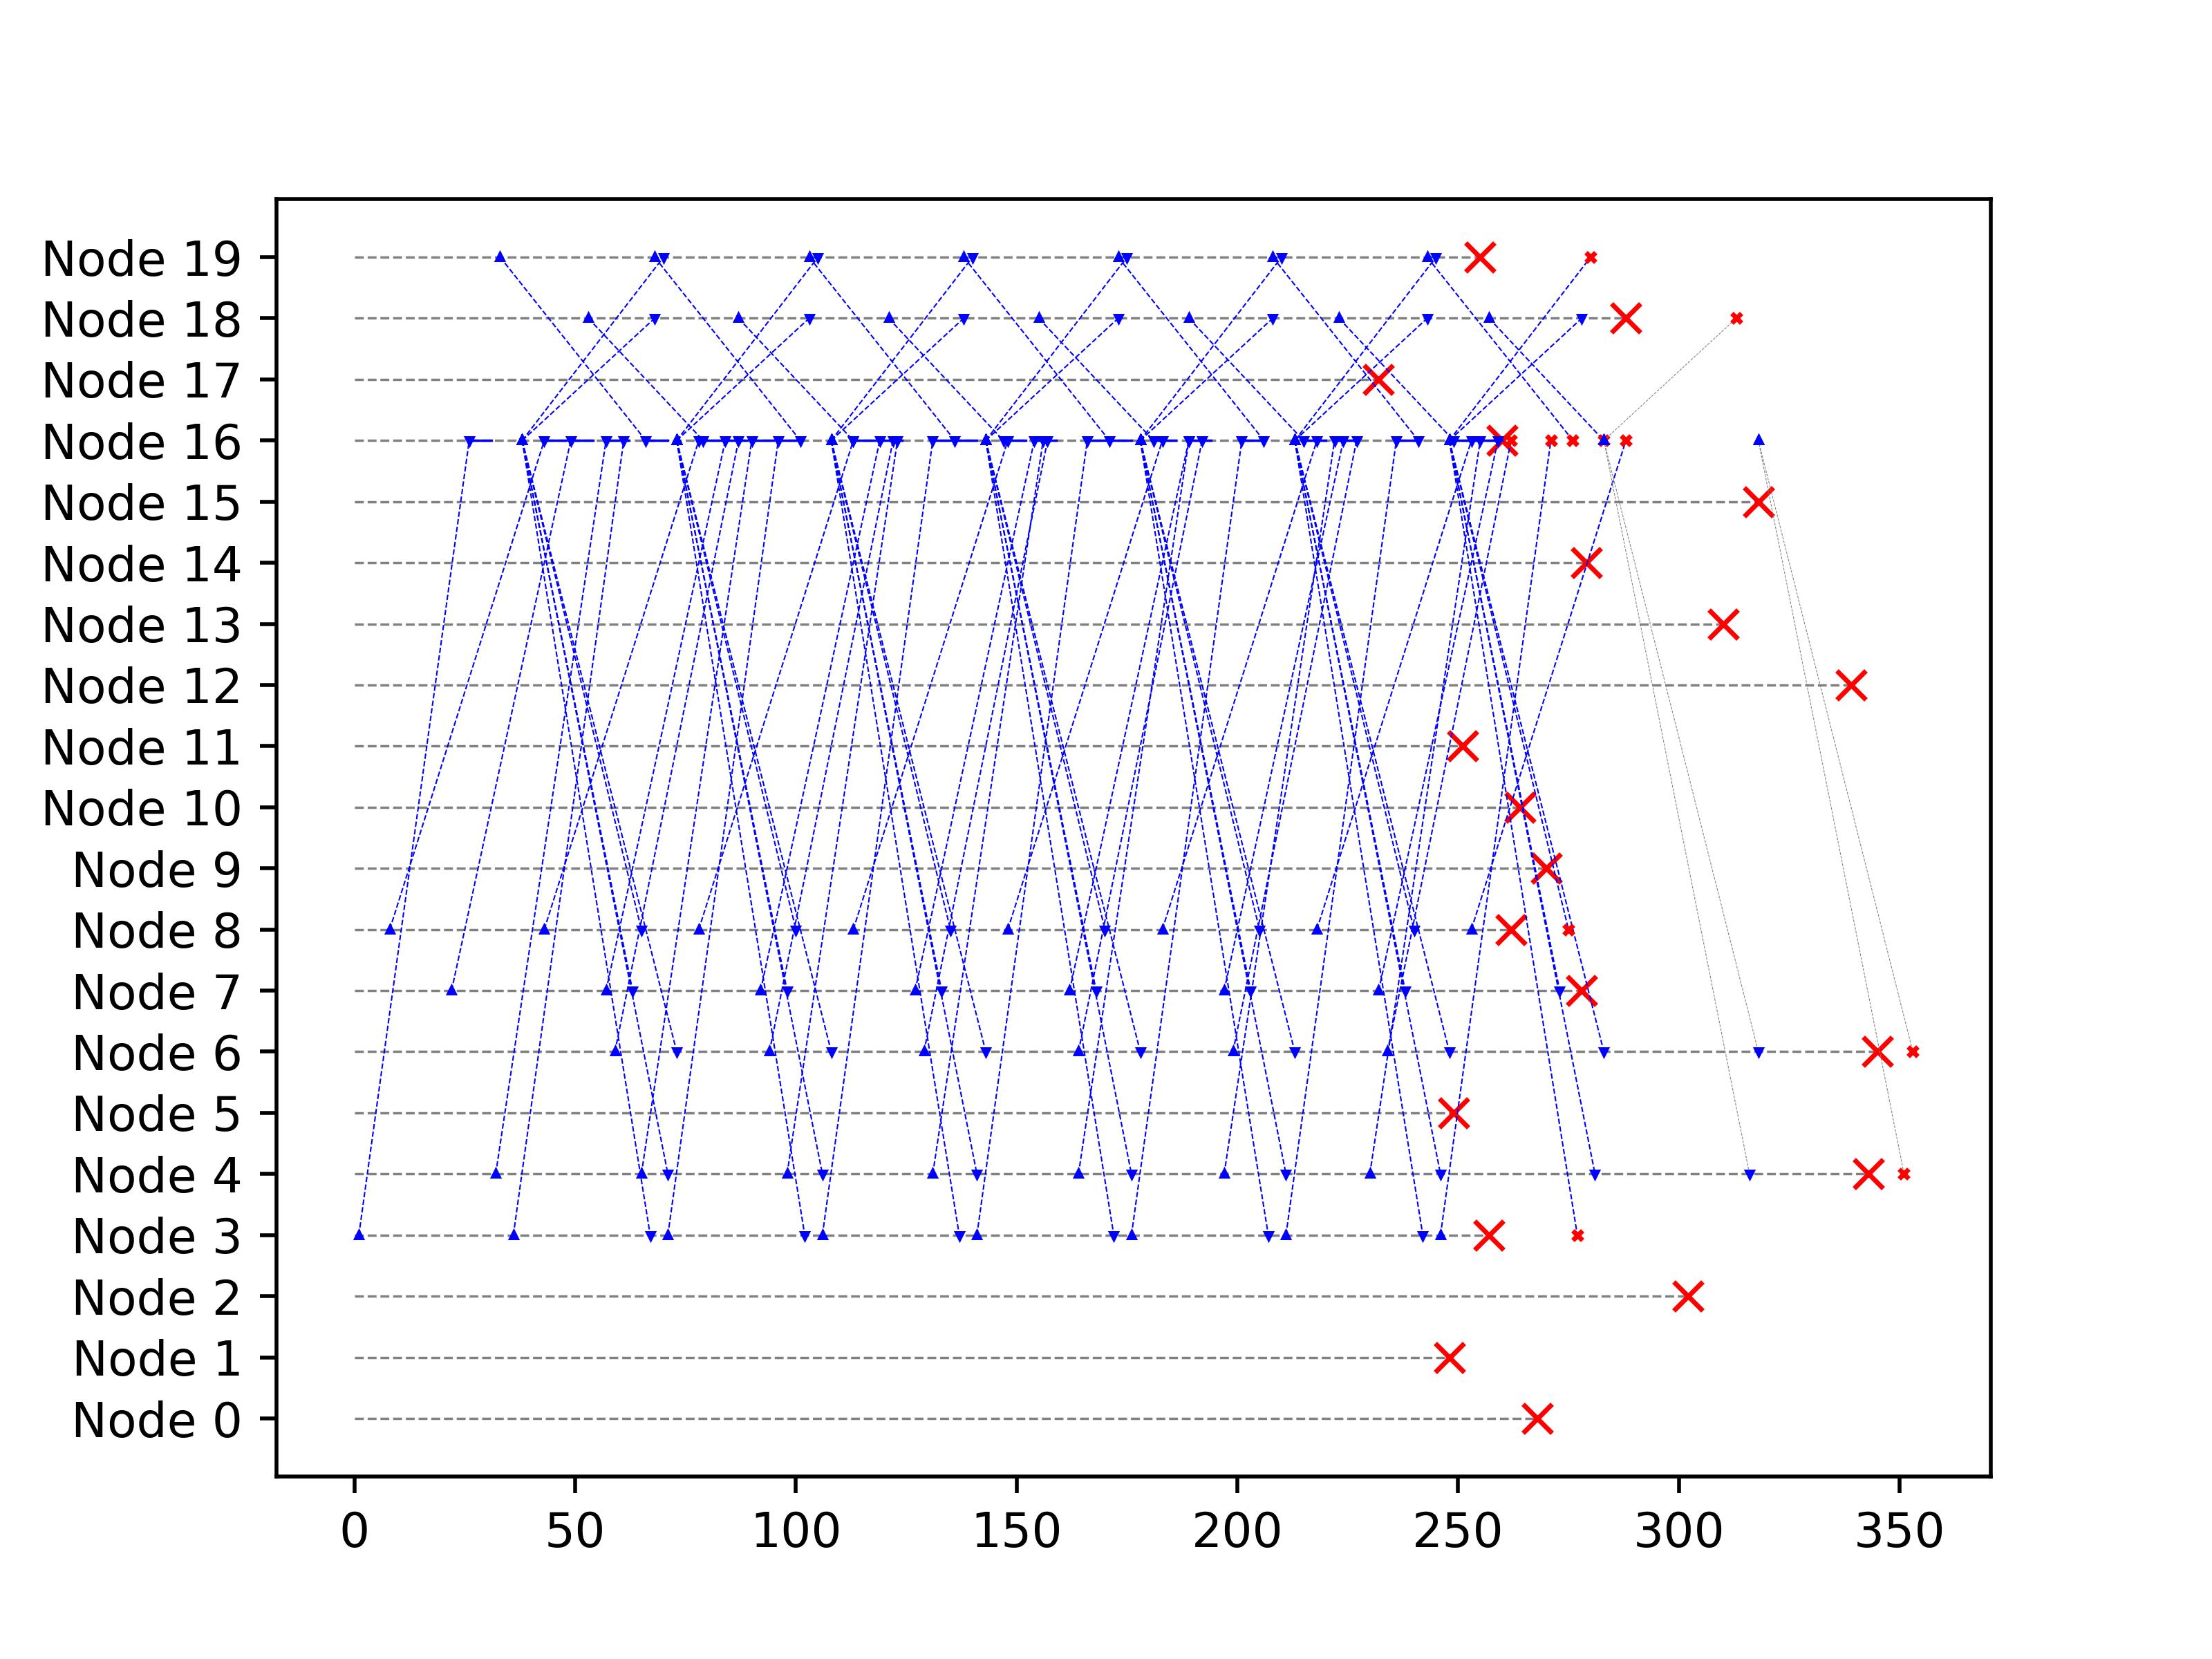 Node 19
Node 18
Node 17
Node 16
Node 15
Node 14
Node 13
Node 12
Node 11
Node 10
Node 9
Node 8
Node 7
Node 6
Node 5
Node 4
Node 3
Node 2
Node 1
Node 0
0 50 100 150 200 250 300 350